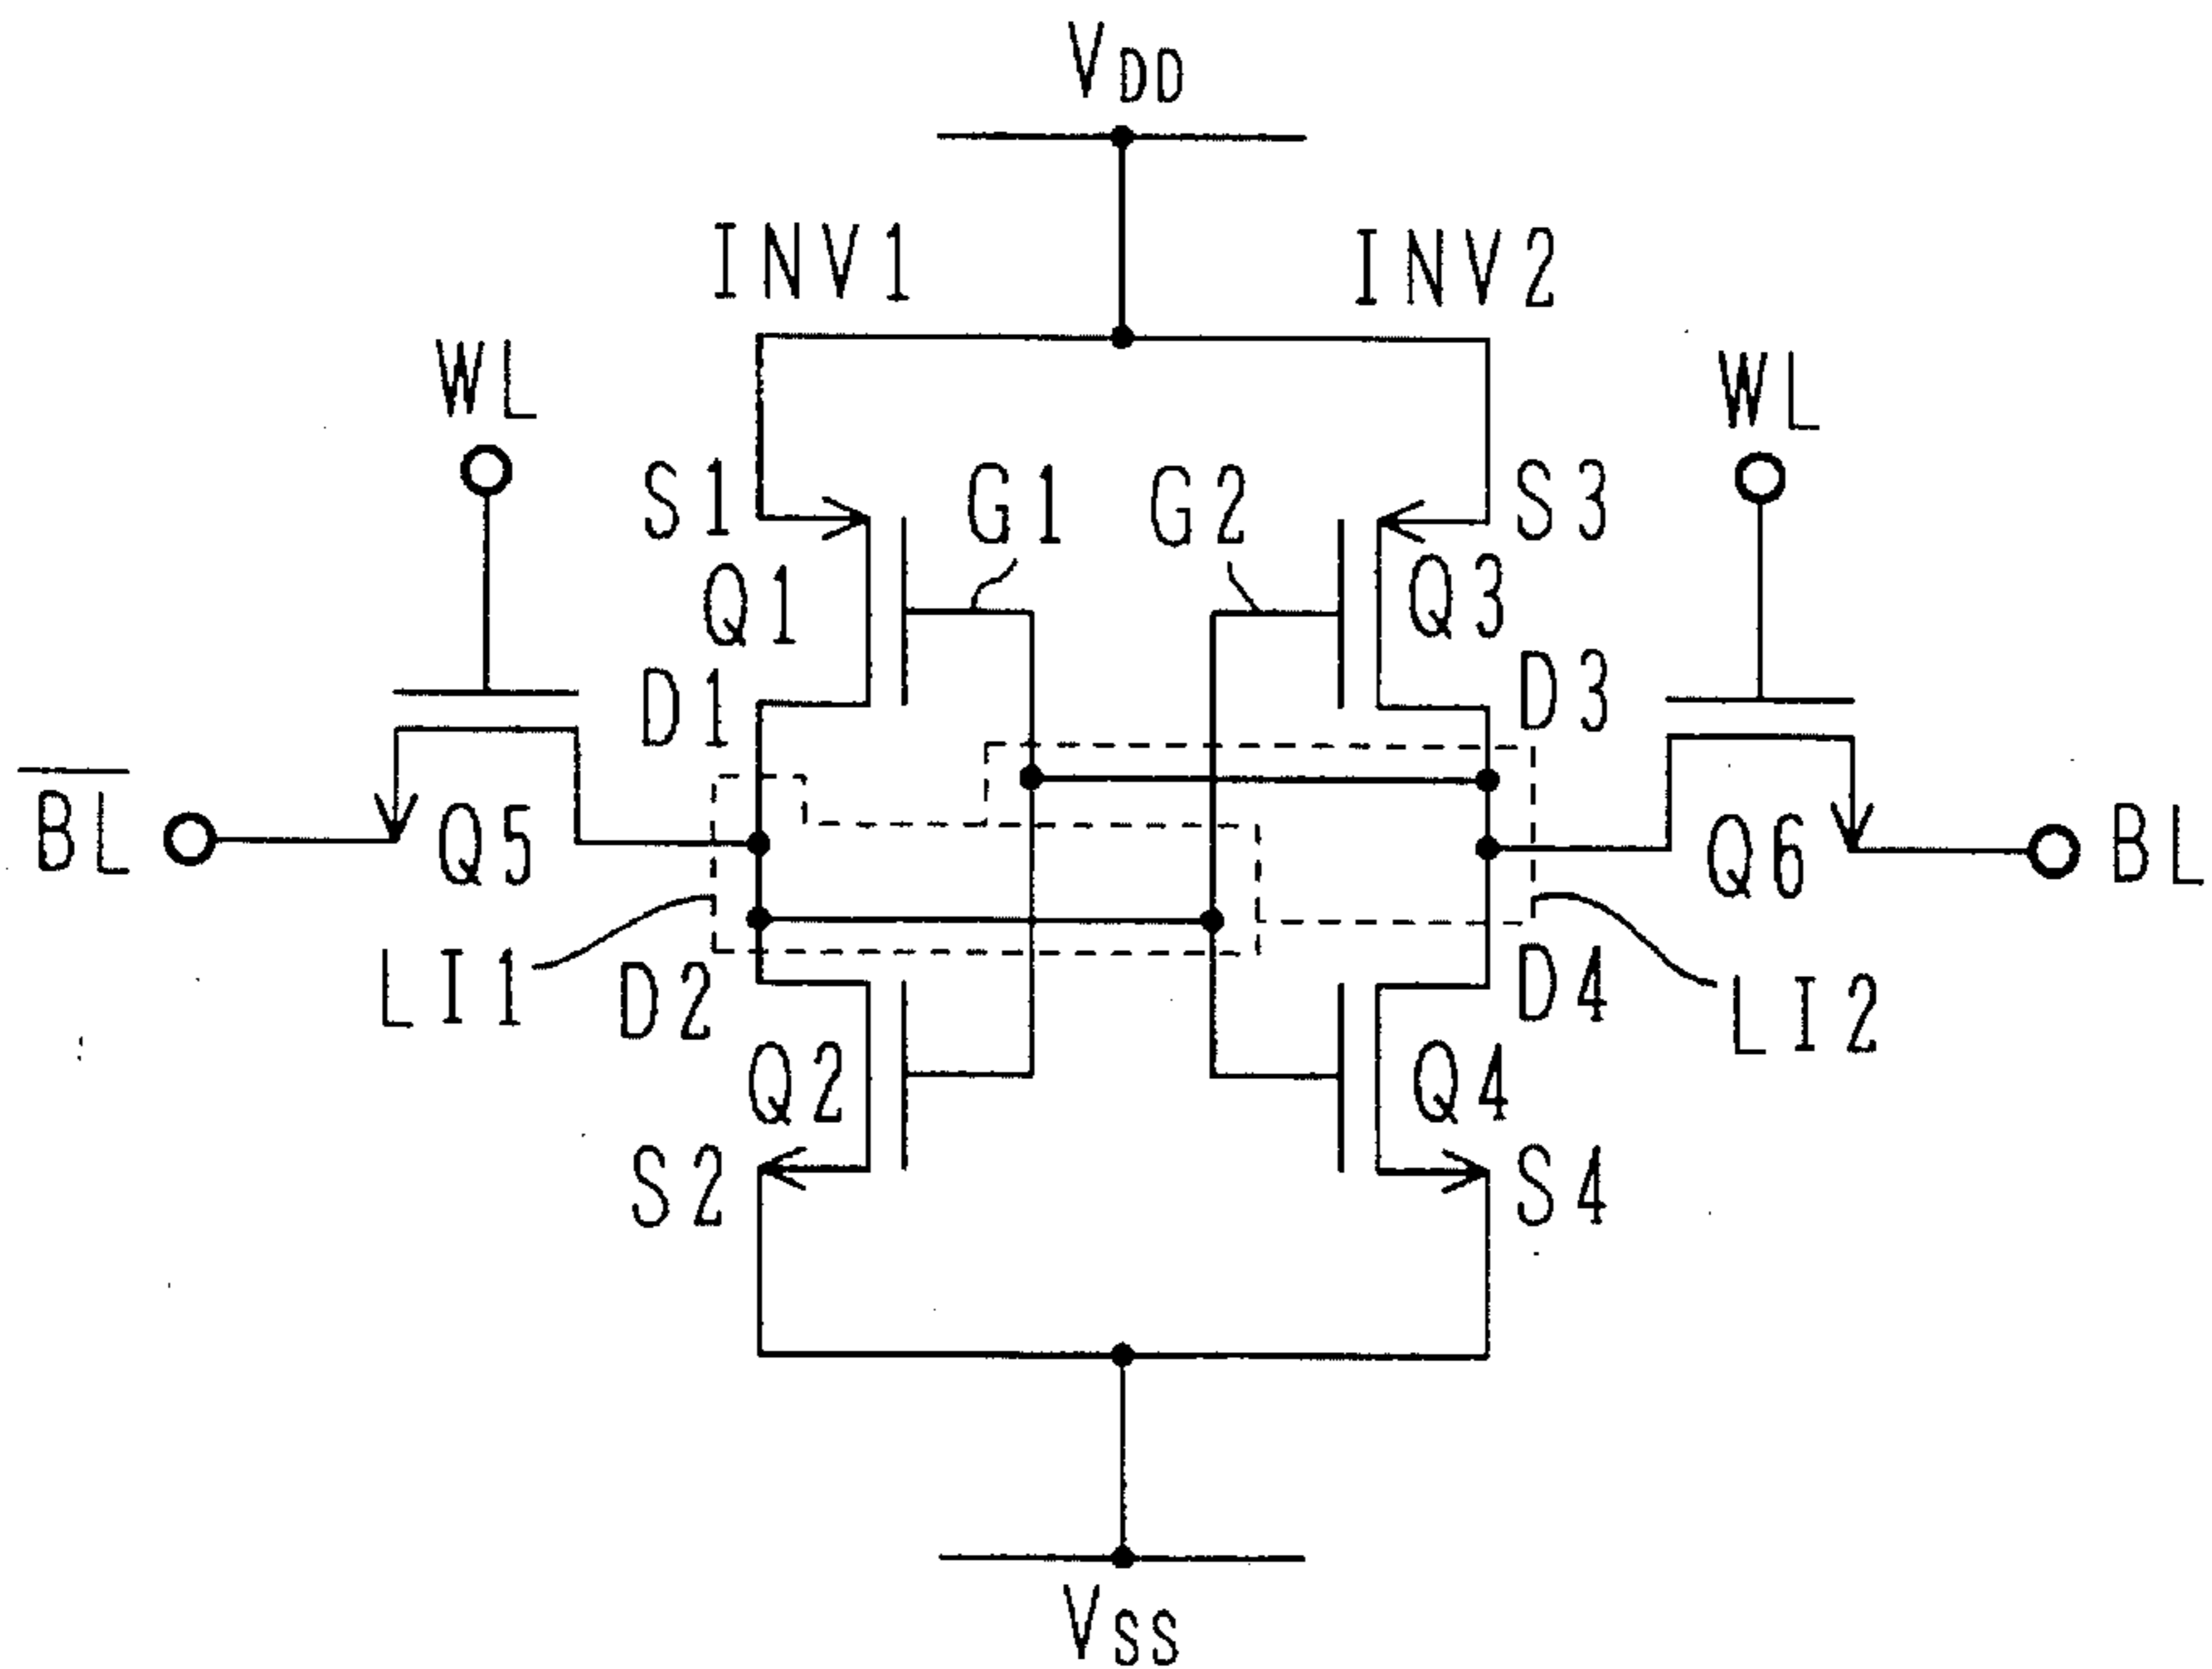 VDD
INV1 INV2
WL WL
S1 G1 G2 S3
Q1 Q3
D1 D3
B̅L̅ Q5 Q6 BL
LI1 D2 D4 LI2
Q2 Q4
S2 S4
VSS